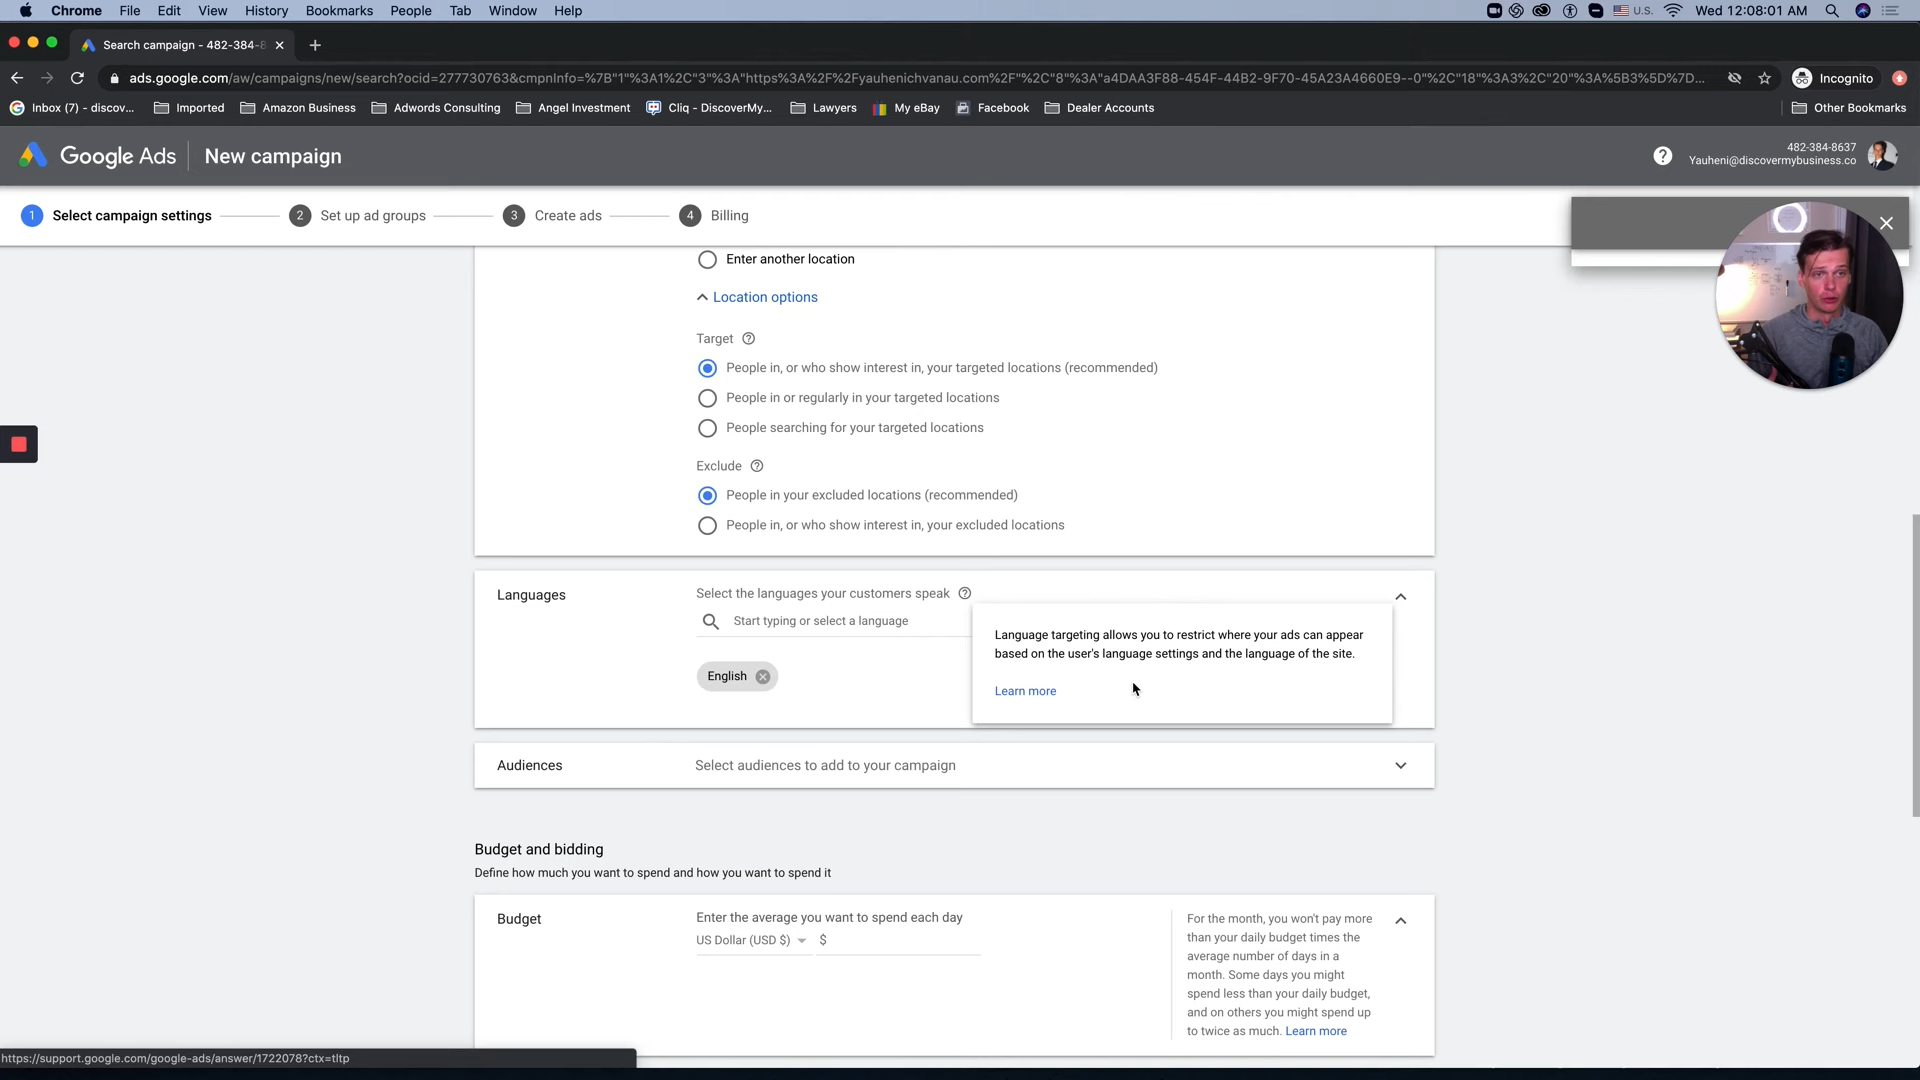 Chrome File Edit View History Bookmarks People Tab Window Help
U.S. Wed 12:08:01 AM
Search campaign - 482-384-8
ads.google.com/aw/campaigns/new/search?ocid=277730763&cmpnInfo=%7B"1"%3A1%2C"3"%3A"https%3A%2F%2Fyauhenichvanau.com%2F"%2C"8"%3A"a4DAA3F88-454F-44B2-9F70-45A23A4660E9--0"%2C"18"%3A3%2C"20"%3A%5B3%5D%7D... Incognito
Inbox (7) - discov... Imported Amazon Business Adwords Consulting Angel Investment Cliq - DiscoverMy... Lawyers My eBay Facebook Dealer Accounts Other Bookmarks
Google Ads New campaign
482-384-8637
Yauheni@discovermybusiness.co
1 Select campaign settings 2 Set up ad groups 3 Create ads 4 Billing
Enter another location
Location options
Target
People in, or who show interest in, your targeted locations (recommended)
People in or regularly in your targeted locations
People searching for your targeted locations
Exclude
People in your excluded locations (recommended)
People in, or who show interest in, your excluded locations
Languages
Select the languages your customers speak
Start typing or select a language
English
Language targeting allows you to restrict where your ads can appear
based on the user's language settings and the language of the site.
Learn more
Audiences Select audiences to add to your campaign
Budget and bidding
Define how much you want to spend and how you want to spend it
Budget
Enter the average you want to spend each day
US Dollar (USD $) $
For the month, you won't pay more
than your daily budget times the
average number of days in a
month. Some days you might
spend less than your daily budget,
and on others you might spend up
to twice as much. Learn more
https://support.google.com/google-ads/answer/1722078?ctx=tltp